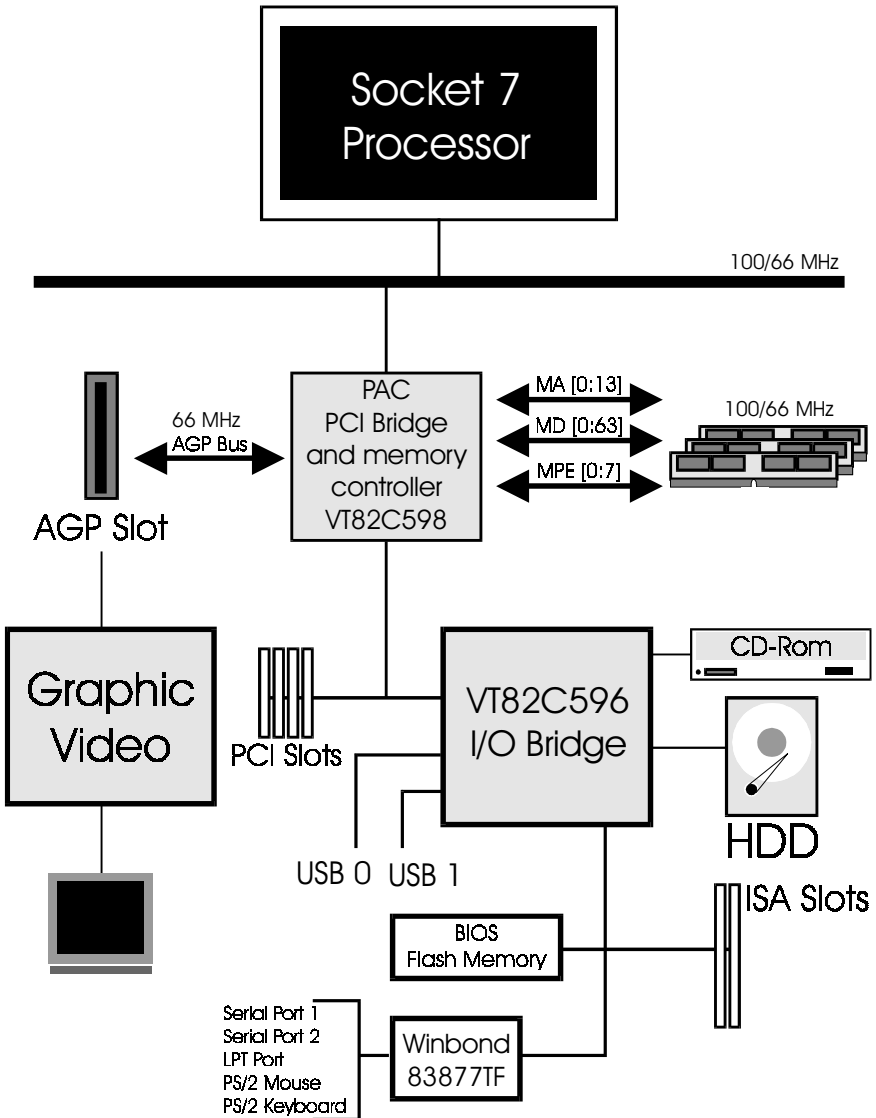 Socket 7
Processor
100/66 MHz
PAC
PCI Bridge
and memory
controller
VT82C598
66 MHz
AGP Bus
MA [0:13]
MD [0:63]
MPE [0:7]
100/66 MHz
AGP Slot
Graphic
Video
PCI Slots
VT82C596
I/O Bridge
CD-Rom
HDD
USB 0
USB 1
ISA Slots
BIOS
Flash Memory
Serial Port 1
Serial Port 2
LPT Port
PS/2 Mouse
PS/2 Keyboard
Winbond
83877TF